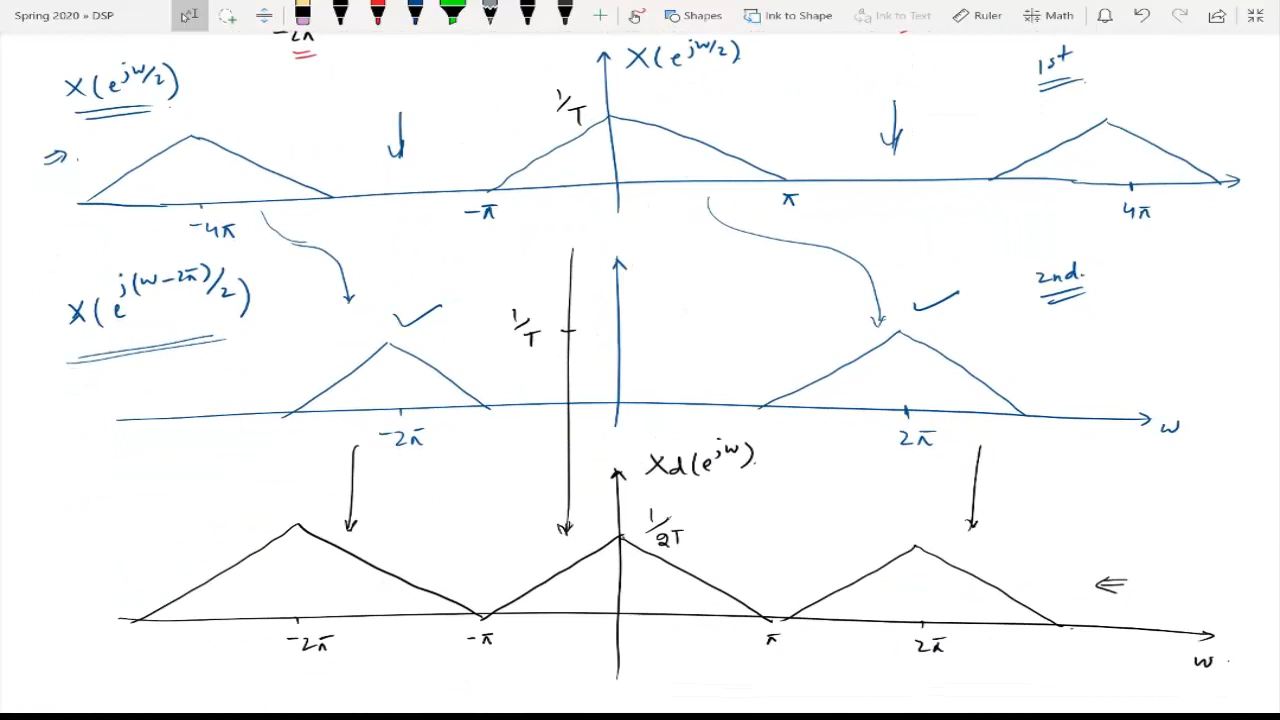 Spring 2020 » DSP
Shapes
Ink to Shape
Ink to Text
Ruler
Math
-2π
X(e^{jω/2})
X(e^{jω/2})
1st
1/T
-4π
-π
π
4π
X(e^{j(ω-2π)/2})
2nd.
1/T
-2π
2π
ω
Xd(e^{jω}).
1/2T
-2π
-π
π
2π
ω